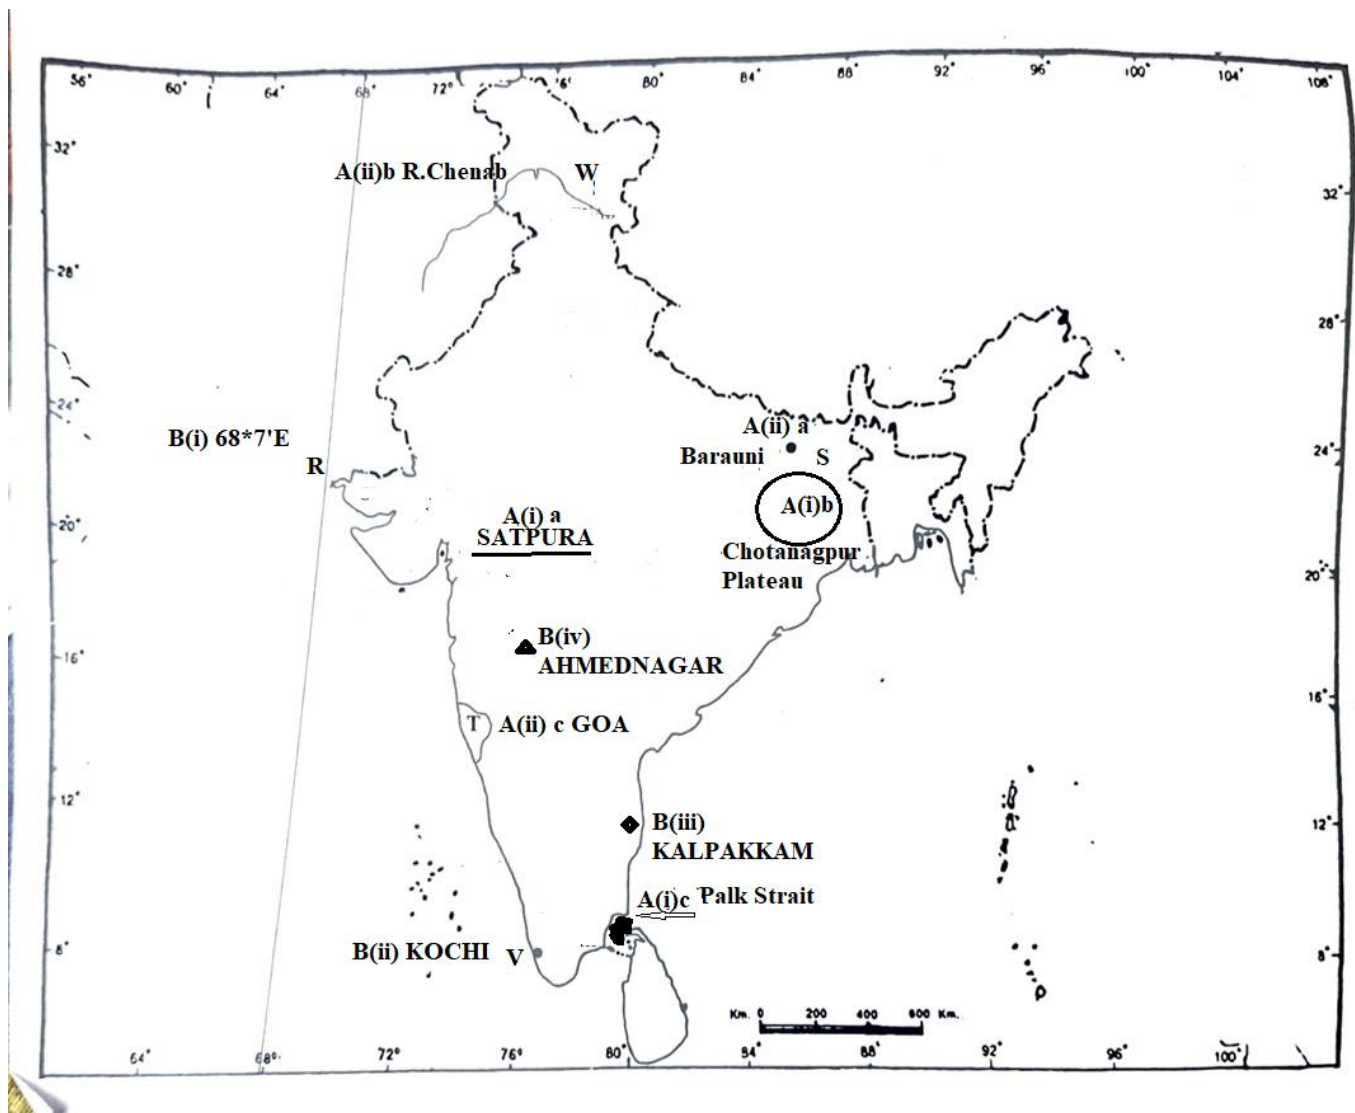 56° 60° 64° 68° 72° 76° 80° 84° 88° 92° 96° 100° 104° 108°
32°
A(ii)b R.Chenab
W
32°
28°
28°
24°
A(ii) a
B(i) 68*7'E
Barauni
S
24°
R
A(i)b
A(i) a
20°
SATPURA
Chotanagpur
Plateau
20°
B(iv)
16°
AHMEDNAGAR
16°
T
A(ii) c GOA
12°
B(iii)
12°
KALPAKKAM
A(i)c
Palk Strait
B(ii) KOCHI
V
8°
8°
Km. 0 200 400 600 Km.
64° 68° 72° 76° 80° 84° 88° 92° 96° 100°